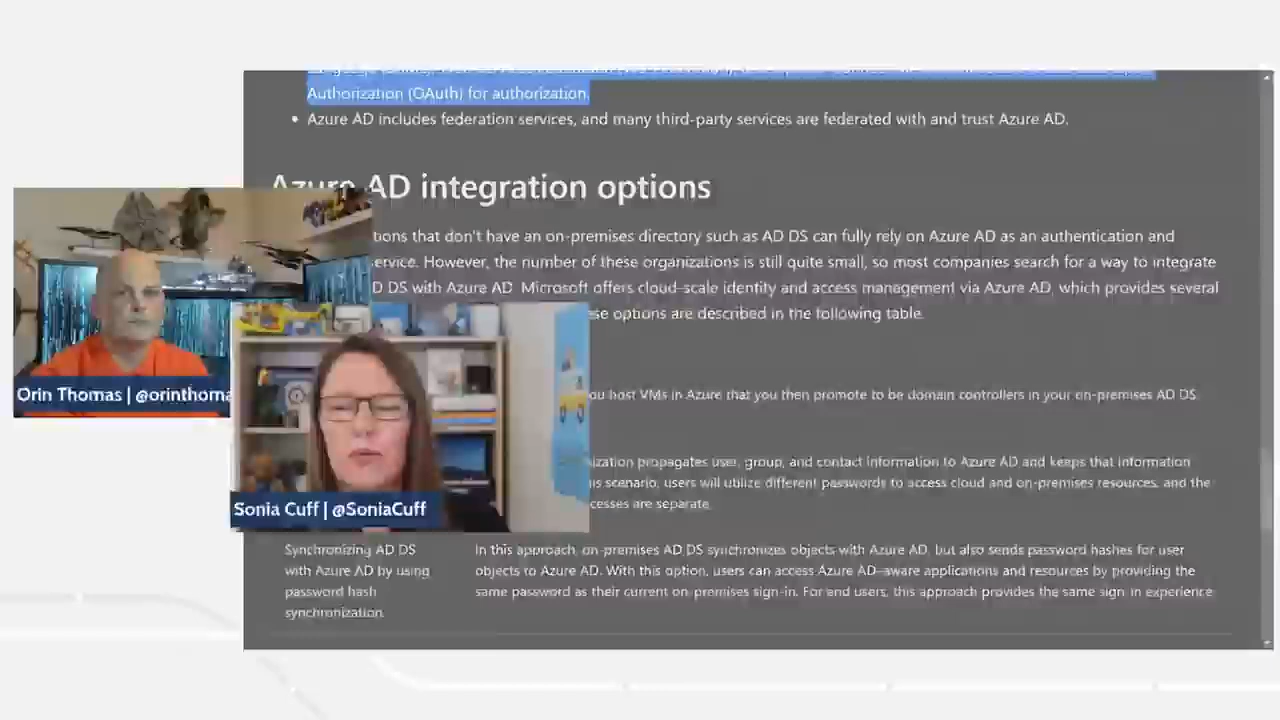 Authorization (OAuth) for authorization.
• Azure AD includes federation services, and many third-party services are federated with and trust Azure AD.
Azure AD integration options
tions that don't have an on-premises directory such as AD DS can fully rely on Azure AD as an authentication and
ervice. However, the number of these organizations is still quite small, so most companies search for a way to integrate
D DS with Azure AD. Microsoft offers cloud-scale identity and access management via Azure AD, which provides several
se options are described in the following table.
ou host VMs in Azure that you then promote to be domain controllers in your on-premises AD DS.
Orin Thomas | @orinthoma
ization propagates user, group, and contact information to Azure AD and keeps that information
is scenario, users will utilize different passwords to access cloud and on-premises resources, and the
cesses are separate.
Sonia Cuff | @SoniaCuff
Synchronizing AD DS
with Azure AD by using
password hash
synchronization.
In this approach, on-premises AD DS synchronizes objects with Azure AD, but also sends password hashes for user
objects to Azure AD. With this option, users can access Azure AD-aware applications and resources by providing the
same password as their current on-premises sign-in. For end users, this approach provides the same sign-in experience